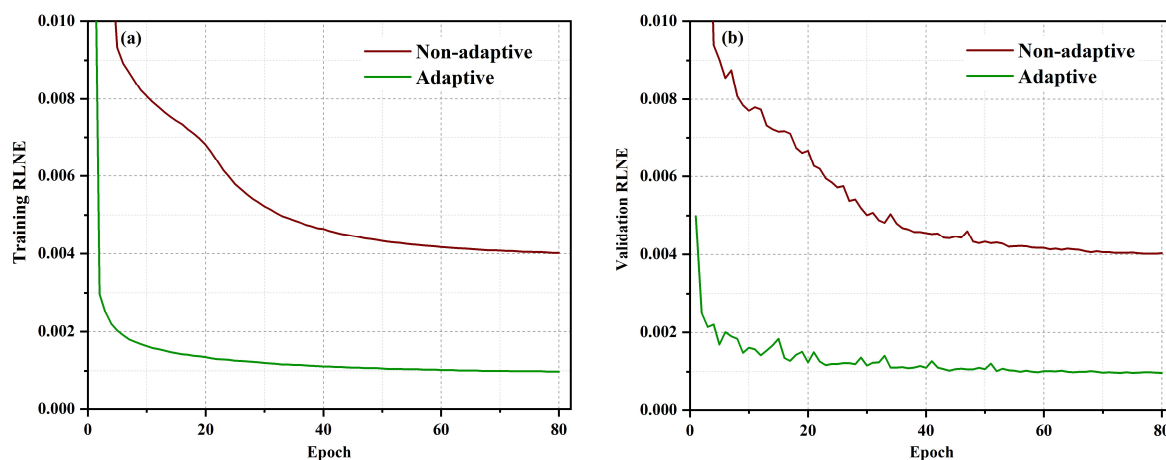 (a)
Non-adaptive
Adaptive
0.010
0.008
0.006
0.004
0.002
0.000
0
20
40
60
80
Training RLNE
Epoch
(b)
Non-adaptive
Adaptive
0.010
0.008
0.006
0.004
0.002
0.000
0
20
40
60
80
Validation RLNE
Epoch